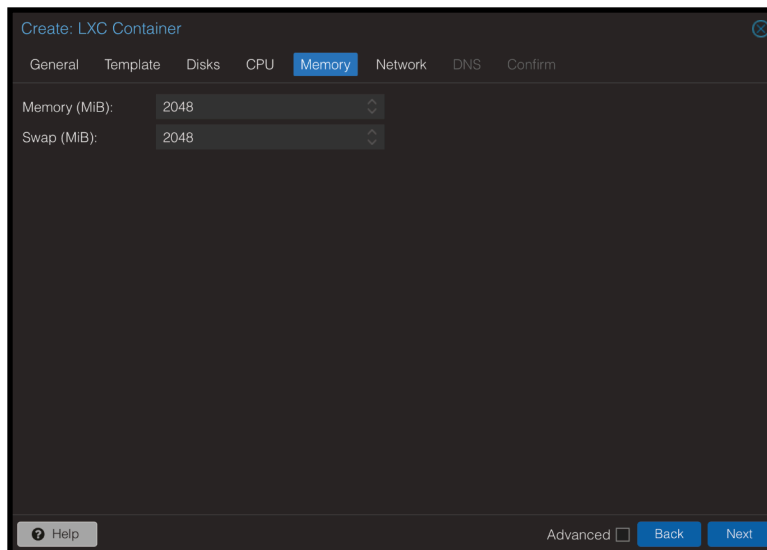 Create: LXC Container
General Template Disks CPU Memory Network DNS Confirm
Memory (MiB): 2048
Swap (MiB): 2048
Help Advanced Back Next